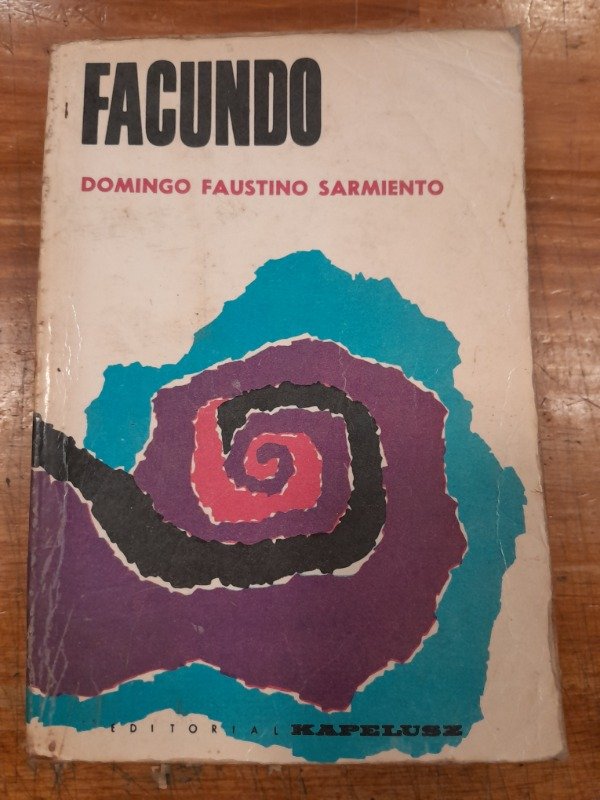 FACUNDO
DOMINGO FAUSTINO SARMIENTO
EDITORIAL KAPELUSZ